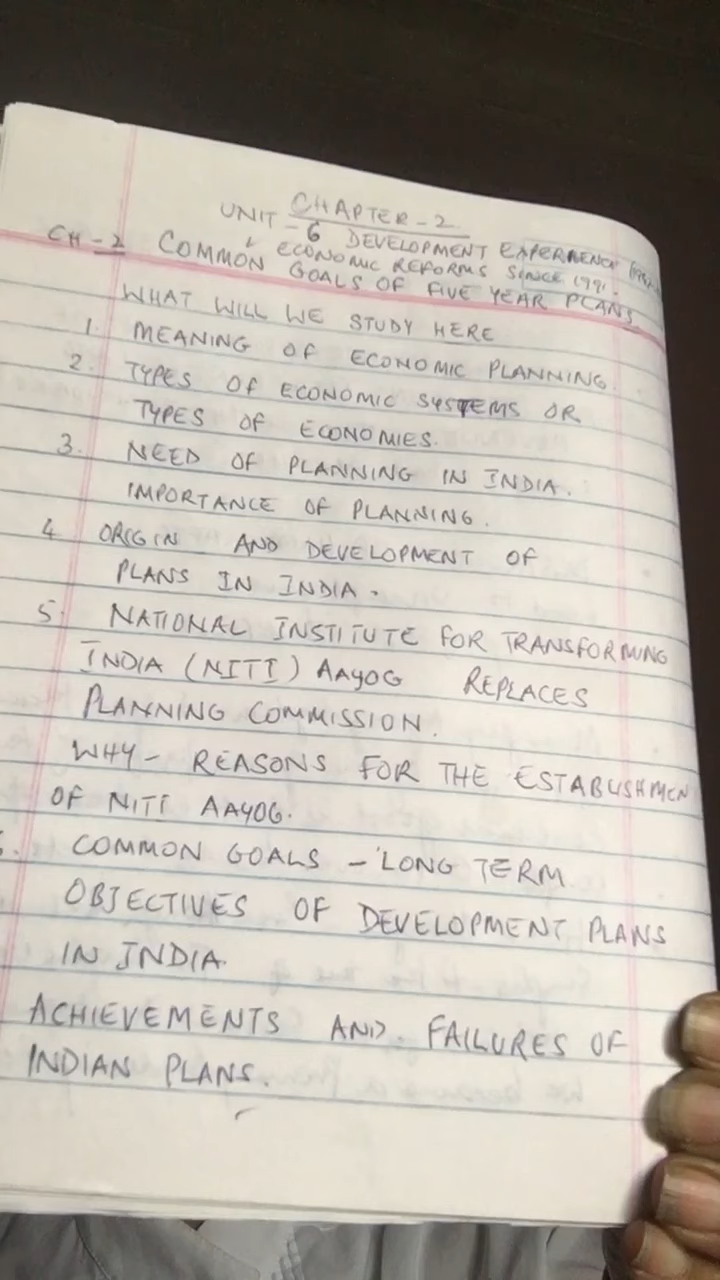 CHAPTER - 2
UNIT - 6 DEVELOPMENT EXPERIENCE
& ECONOMIC REFORMS SINCE 1991.
CH - 2 COMMON GOALS OF FIVE YEAR PLANS
WHAT WILL WE STUDY HERE
1. MEANING OF ECONOMIC PLANNING.
2. TYPES OF ECONOMIC SYSTEMS OR
TYPES OF ECONOMIES.
3. NEED OF PLANNING IN INDIA.
IMPORTANCE OF PLANNING.
4 ORIGIN AND DEVELOPMENT OF
PLANS IN INDIA.
5. NATIONAL INSTITUTE FOR TRANSFORMING
INDIA (NITI) AAYOG REPLACES
PLANNING COMMISSION.
WHY - REASONS FOR THE ESTABLISHMEN
OF NITI AAYOG.
COMMON GOALS - LONG TERM
OBJECTIVES OF DEVELOPMENT PLANS
IN INDIA.
ACHIEVEMENTS AND FAILURES OF
INDIAN PLANS.